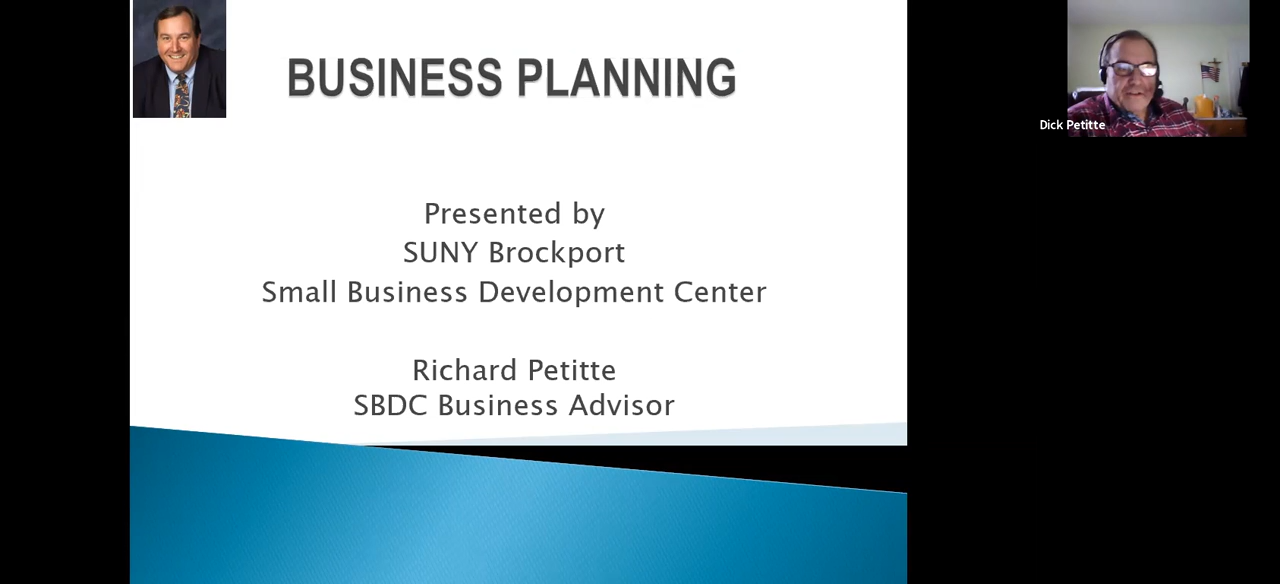 BUSINESS PLANNING
Presented by
SUNY Brockport
Small Business Development Center
Richard Petitte
SBDC Business Advisor
Dick Petitte